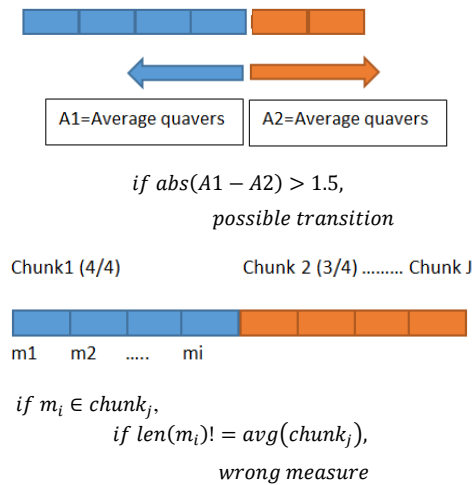 A1=Average quavers A2=Average quavers
if abs(A1 − A2) > 1.5,
possible transition
Chunk1 (4/4) Chunk 2 (3/4) ......... Chunk J
m1 m2 ..... mi
if mᵢ ∈ chunkⱼ,
if len(mᵢ)! = avg(chunkⱼ),
wrong measure